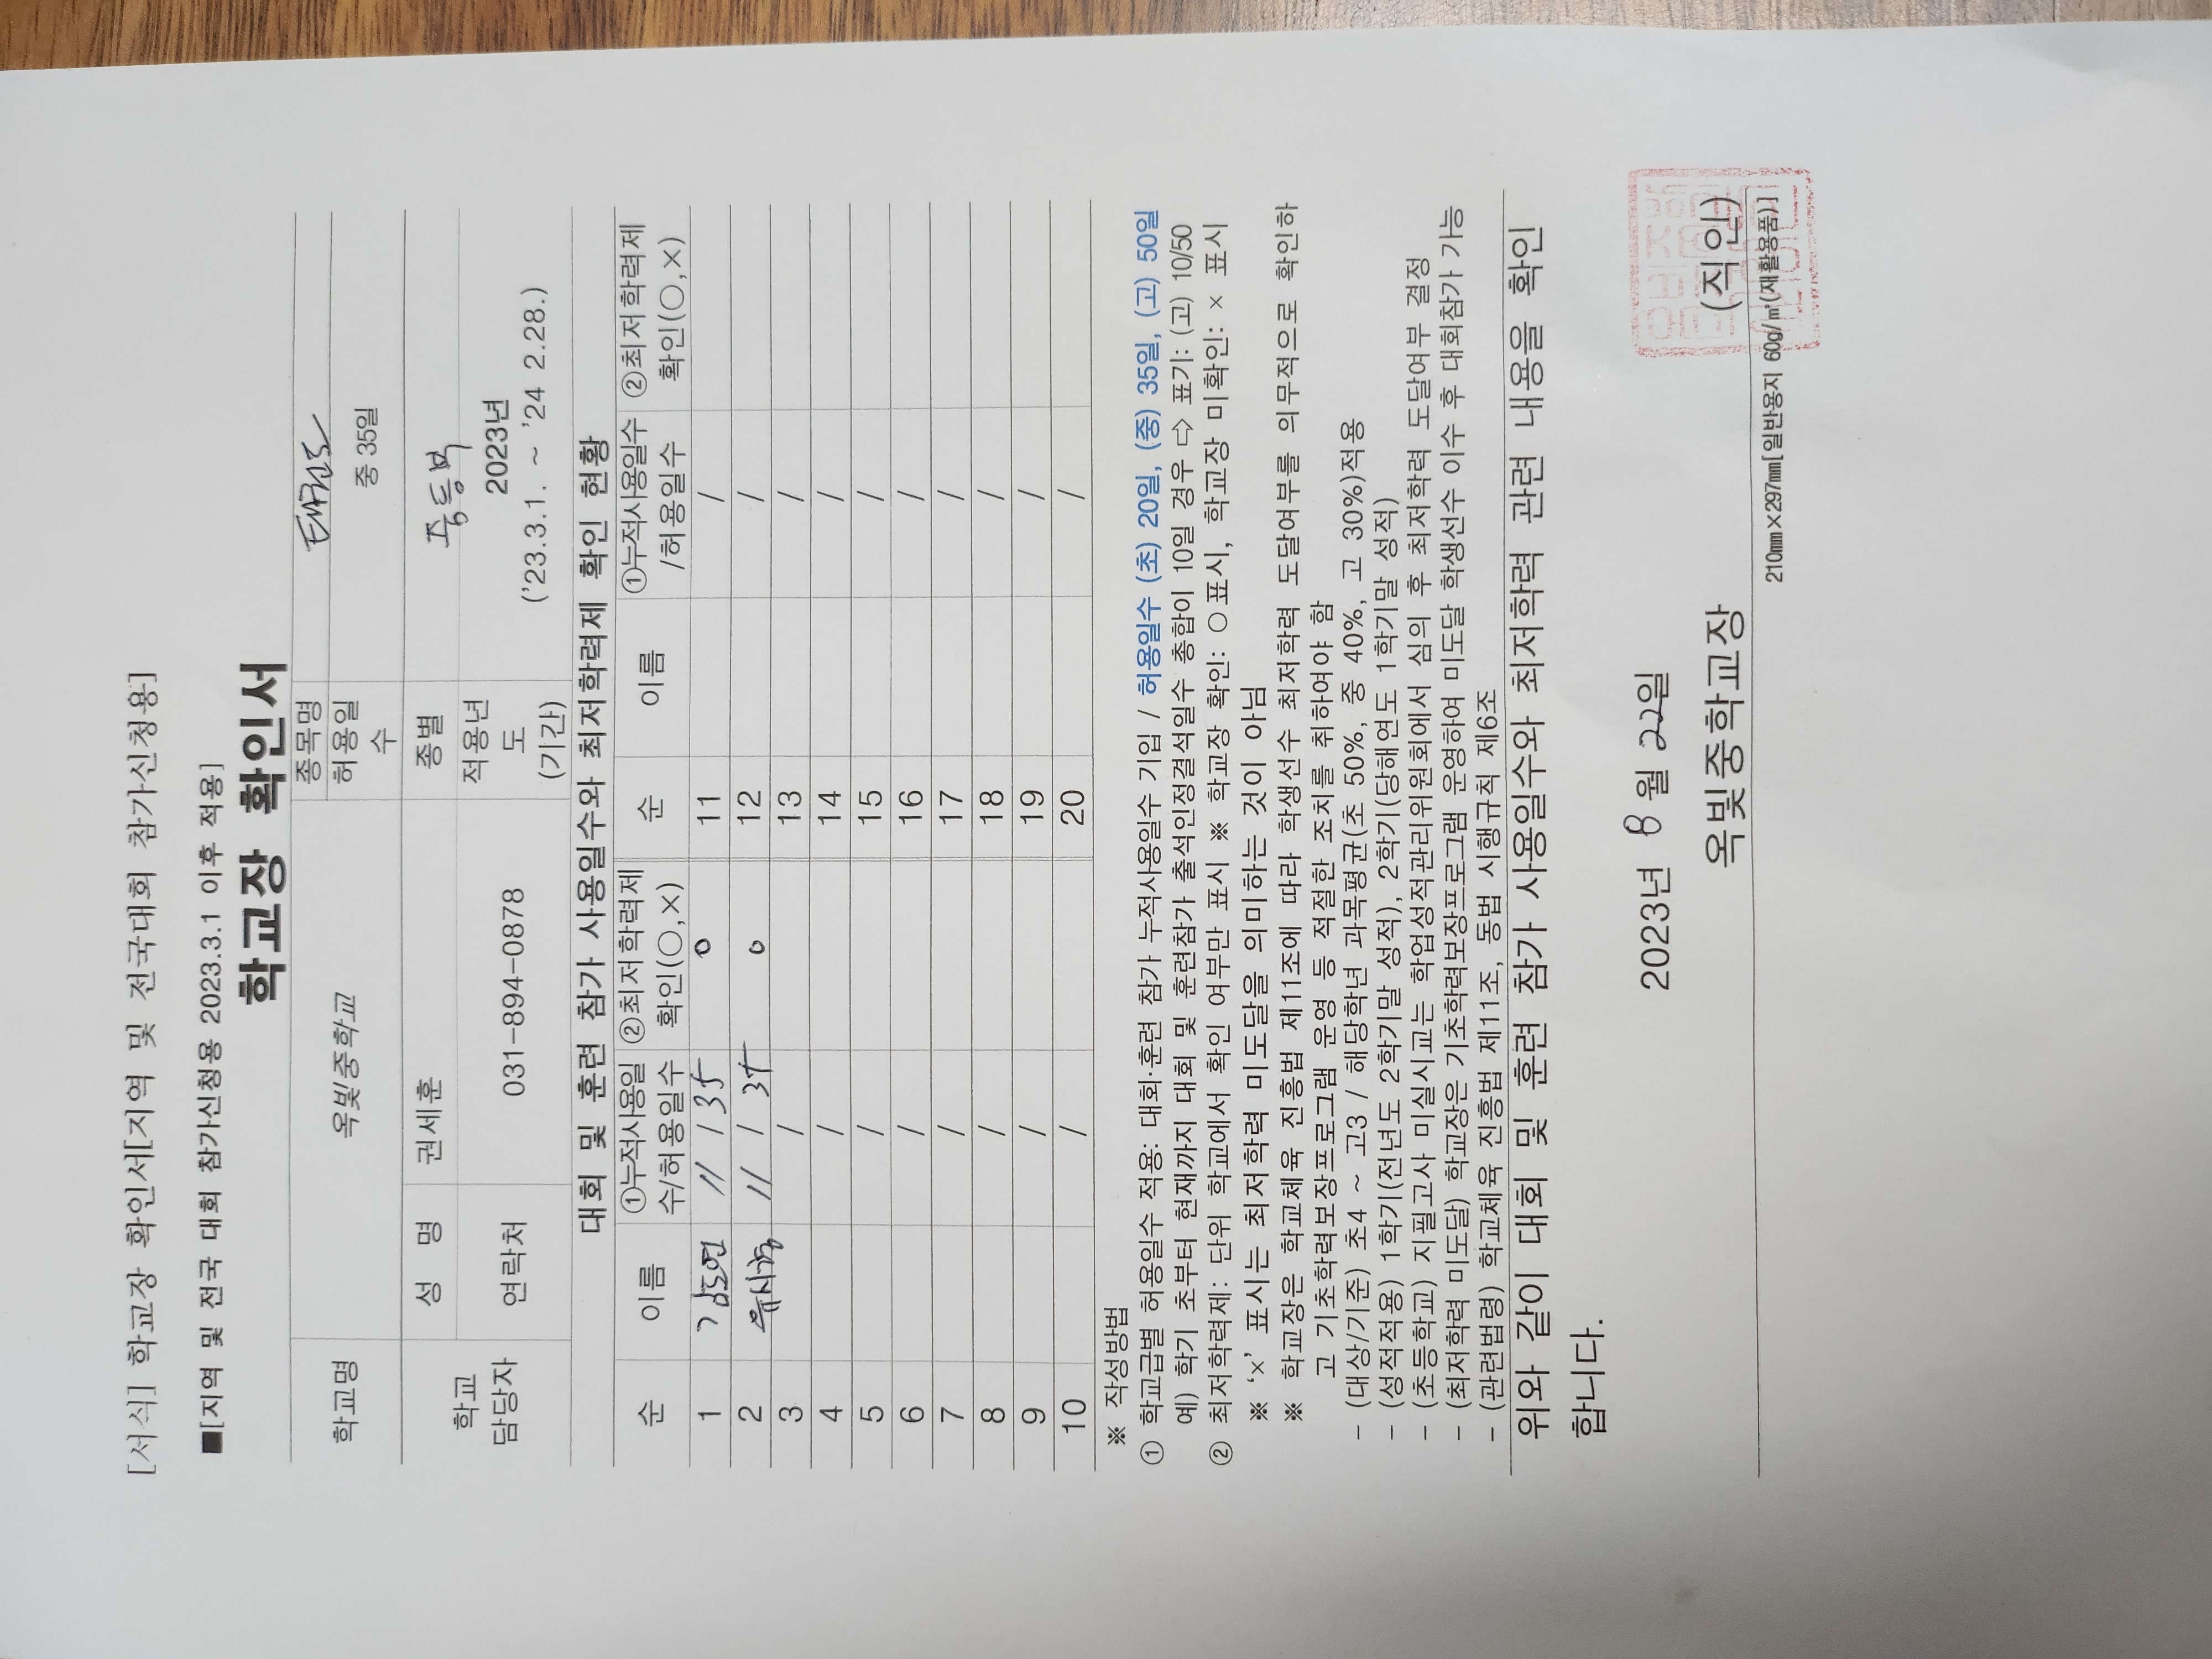 [서식] 학교장 확인서[지역 및 전국대회 참가신청용]
■[지역 및 전국 대회 참가신청용 2023.3.1 이후 적용]
학교장 확인서
학교명 옥빛중학교 종목명
허용일수 중 35일
학교 담당자 성 명 권세훈 종별 중등부
연락처 031-894-0878 적용년도 (기간) 2023년 ('23.3.1. ~ '24 2.28.)
대회 및 훈련 참가 사용일수와 최저학력제 확인 현황
순 이름 ①누적사용일수/허용일수 ②최저학력제 확인(○,×) 순 이름 ①누적사용일수/허용일수 ②최저학력제 확인(○,×)
1 김도연 11 / 35 ○ 11 /
2 11 / 35 ○ 12 /
3 / 13 /
4 / 14 /
5 / 15 /
6 / 16 /
7 / 17 /
8 / 18 /
9 / 19 /
10 / 20 /
※ 작성방법
① 학교급별 허용일수 적용: 대회·훈련 참가 누적사용일수 기입 / 허용일수 (초) 20일, (중) 35일, (고) 50일
예) 학기 초부터 현재까지 대회 및 훈련참가 출석인정결석일수 총합이 10일 경우 ⇨ 표기: (고) 10/50
② 최저학력제: 단위 학교에서 확인 여부만 표시 ※ 학교장 확인: ○표시, 학교장 미확인: × 표시
※ ‘×’ 표시는 최저학력 미도달을 의미하는 것이 아님
※ 학교장은 학교체육 진흥법 제11조에 따라 학생선수 최저학력 도달여부를 의무적으로 확인하
고 기초학력보장프로그램 운영 등 적절한 조치를 취하여야 함
- (대상/기준) 초4 ~ 고3 / 해당학년 과목평균(초 50%, 중 40%, 고 30%)적용
- (성적적용) 1학기(전년도 2학기말 성적), 2학기(당해연도 1학기말 성적)
- (초등학교) 지필고사 미실시교는 학업성적관리위원회에서 심의 후 최저학력 도달여부 결정
- (최저학력 미도달) 학교장은 기초학력보장프로그램 운영하여 미도달 학생선수 이수 후 대회참가 가능
- (관련법령) 학교체육 진흥법 제11조, 동법 시행규칙 제6조
위와 같이 대회 및 훈련 참가 사용일수와 최저학력 관련 내용을 확인
합니다.
2023년 8 월 22일
옥빛중학교장 (직인)
210㎜×297㎜[일반용지 60g/㎡(재활용품)]